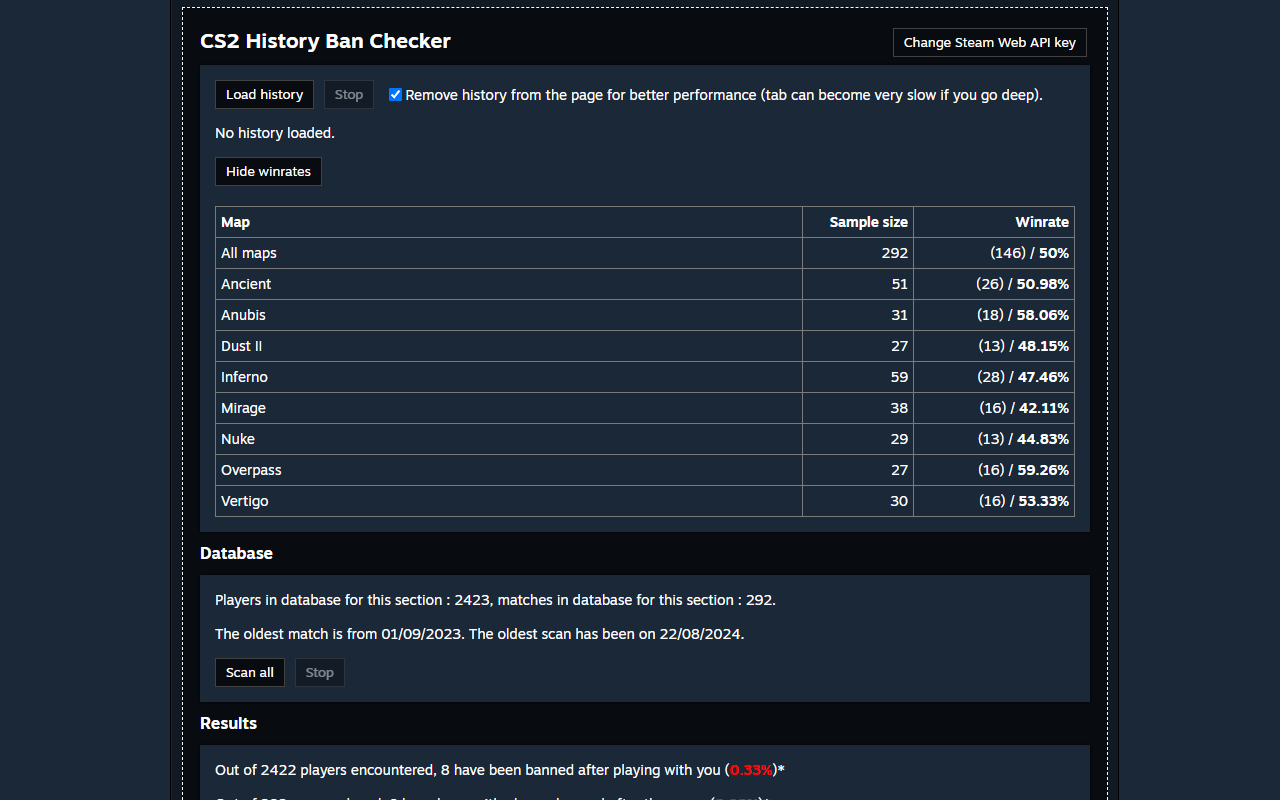 CS2 History Ban Checker
Change Steam Web API key
Load history Stop Remove history from the page for better performance (tab can become very slow if you go deep).
No history loaded.
Hide winrates
Map Sample size Winrate
All maps 292 (146) / 50%
Ancient 51 (26) / 50.98%
Anubis 31 (18) / 58.06%
Dust II 27 (13) / 48.15%
Inferno 59 (28) / 47.46%
Mirage 38 (16) / 42.11%
Nuke 29 (13) / 44.83%
Overpass 27 (16) / 59.26%
Vertigo 30 (16) / 53.33%
Database
Players in database for this section : 2423, matches in database for this section : 292.
The oldest match is from 01/09/2023. The oldest scan has been on 22/08/2024.
Scan all Stop
Results
Out of 2422 players encountered, 8 have been banned after playing with you (0.33%)*